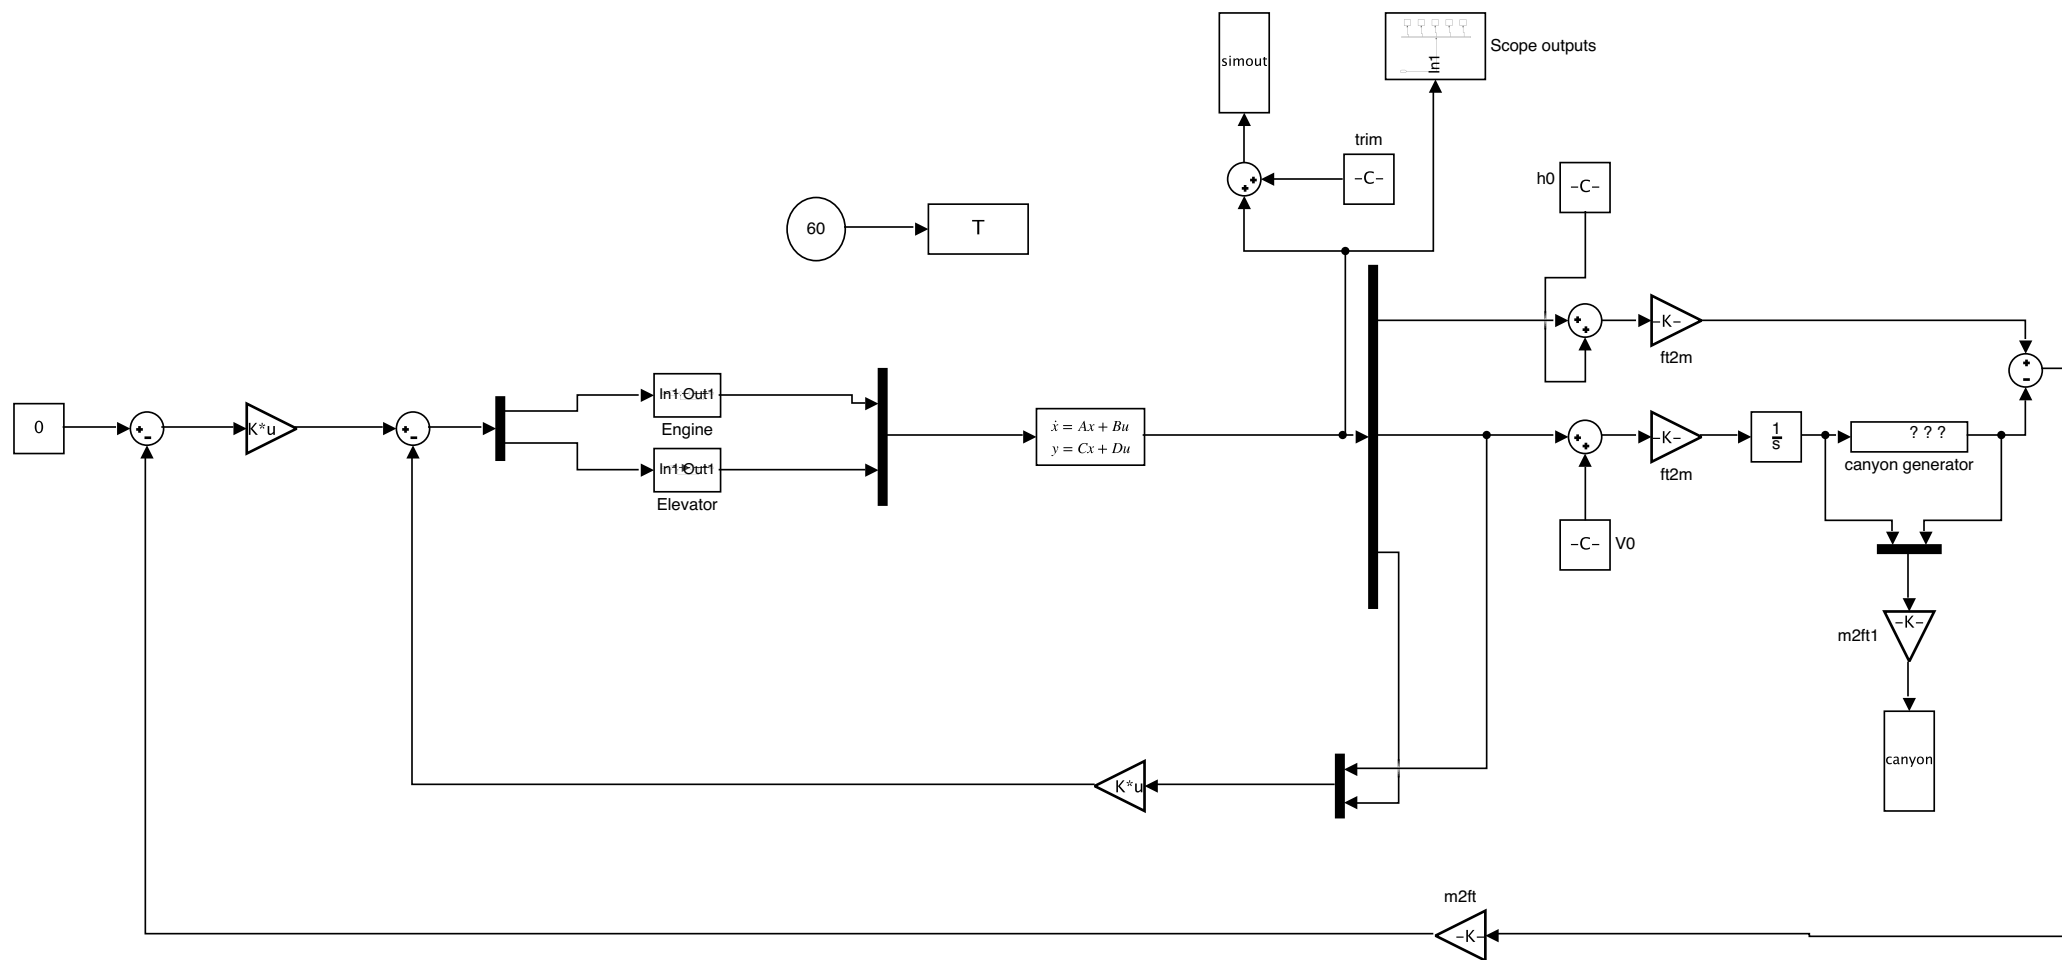 simout
In1
Scope outputs
trim
-C-
h0
-C-
60
T
-K-
ft2m
0
K*u
In1 Out1
Engine
In1 Out1
Elevator
ẋ = Ax + Bu
y = Cx + Du
-K-
ft2m
1
s
? ? ?
canyon generator
-C-
V0
m2ft1
-K-
canyon
K*u
m2ft
-K-